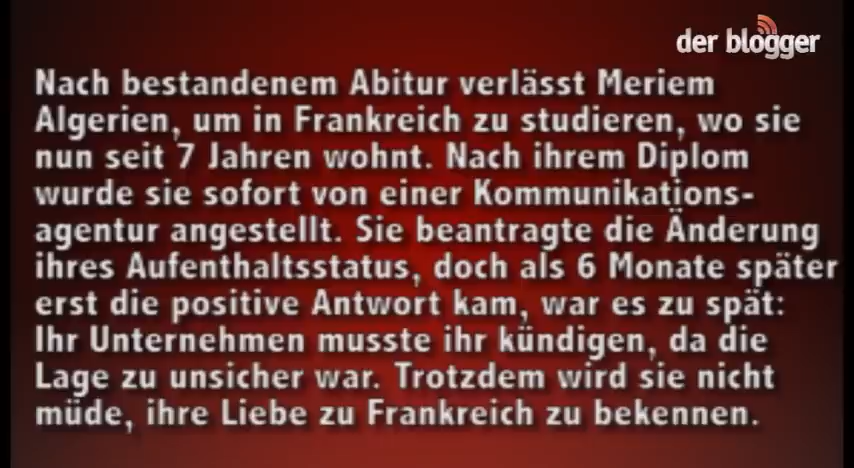 der blogger
Nach bestandenem Abitur verlässt Meriem
Algerien, um in Frankreich zu studieren, wo sie
nun seit 7 Jahren wohnt. Nach ihrem Diplom
wurde sie sofort von einer Kommunikations-
agentur angestellt. Sie beantragte die Änderung
ihres Aufenthaltsstatus, doch als 6 Monate später
erst die positive Antwort kam, war es zu spät:
Ihr Unternehmen musste ihr kündigen, da die
Lage zu unsicher war. Trotzdem wird sie nicht
müde, ihre Liebe zu Frankreich zu bekennen.